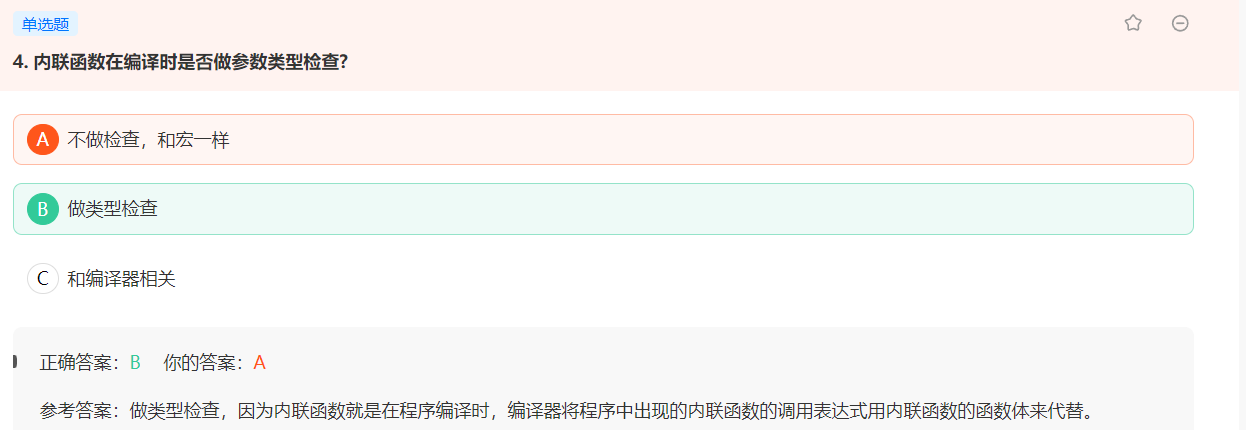 单选题
4. 内联函数在编译时是否做参数类型检查?
A 不做检查，和宏一样
B 做类型检查
C 和编译器相关
正确答案：B 你的答案：A
参考答案：做类型检查，因为内联函数就是在程序编译时，编译器将程序中出现的内联函数的调用表达式用内联函数的函数体来代替。